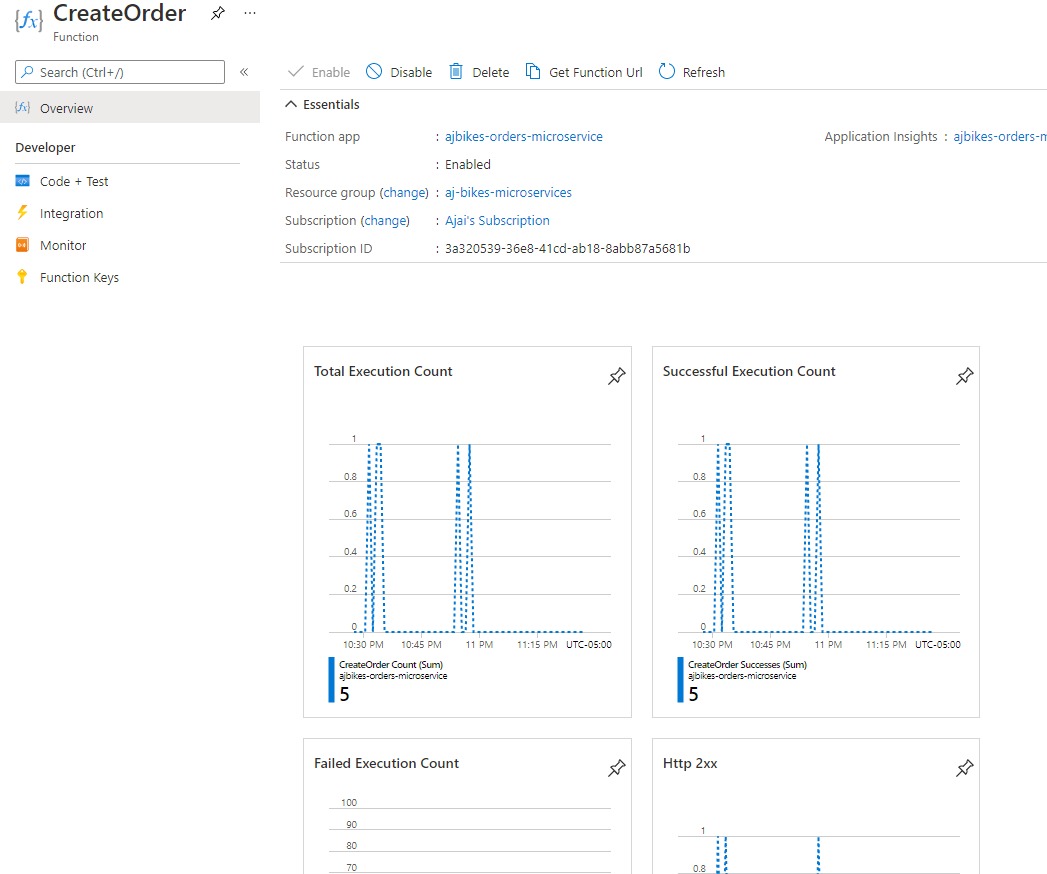 CreateOrder
Function
Search (Ctrl+/)
Overview
Developer
Code + Test
Integration
Monitor
Function Keys
Enable Disable Delete Get Function Url Refresh
Essentials
Function app : ajbikes-orders-microservice Application Insights : ajbikes-orders-m
Status : Enabled
Resource group (change) : aj-bikes-microservices
Subscription (change) : Ajai's Subscription
Subscription ID : 3a320539-36e8-41cd-ab18-8abb87a5681b
Total Execution Count
1
0.8
0.6
0.4
0.2
0
10:30 PM 10:45 PM 11 PM 11:15 PM UTC-05:00
CreateOrder Count (Sum)
ajbikes-orders-microservice
5
Successful Execution Count
1
0.8
0.6
0.4
0.2
0
10:30 PM 10:45 PM 11 PM 11:15 PM UTC-05:00
CreateOrder Successes (Sum)
ajbikes-orders-microservice
5
Failed Execution Count
100
90
80
70
Http 2xx
1
0.8